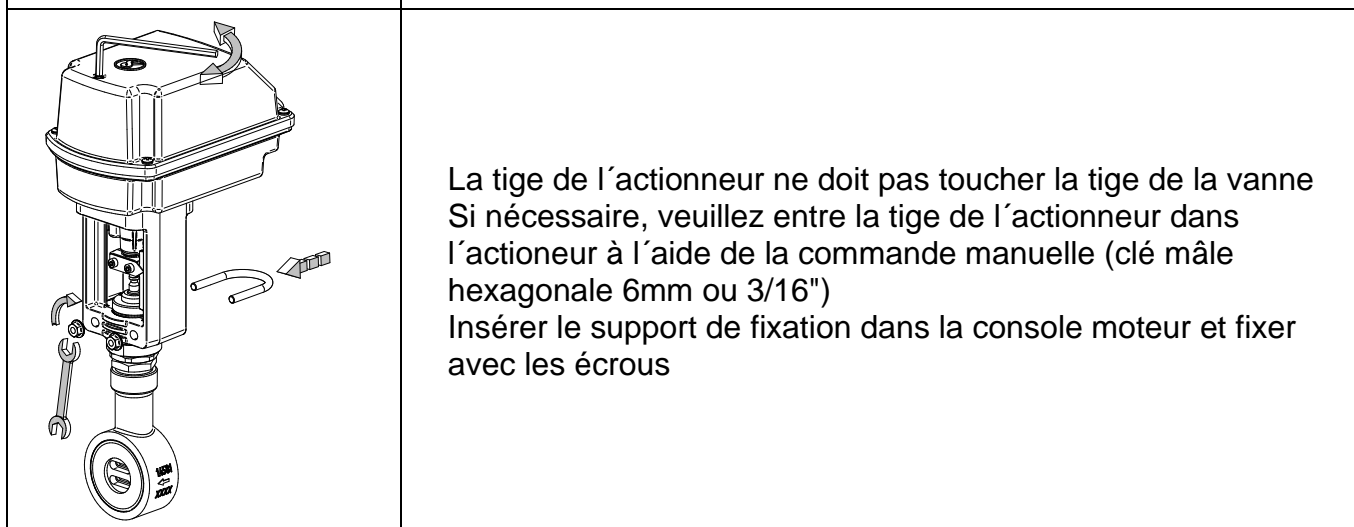 La tige de l´actionneur ne doit pas toucher la tige de la vanne
Si nécessaire, veuillez entre la tige de l´actionneur dans
l´actioneur à l´aide de la commande manuelle (clé mâle
hexagonale 6mm ou 3/16")
Insérer le support de fixation dans la console moteur et fixer
avec les écrous
XXXX